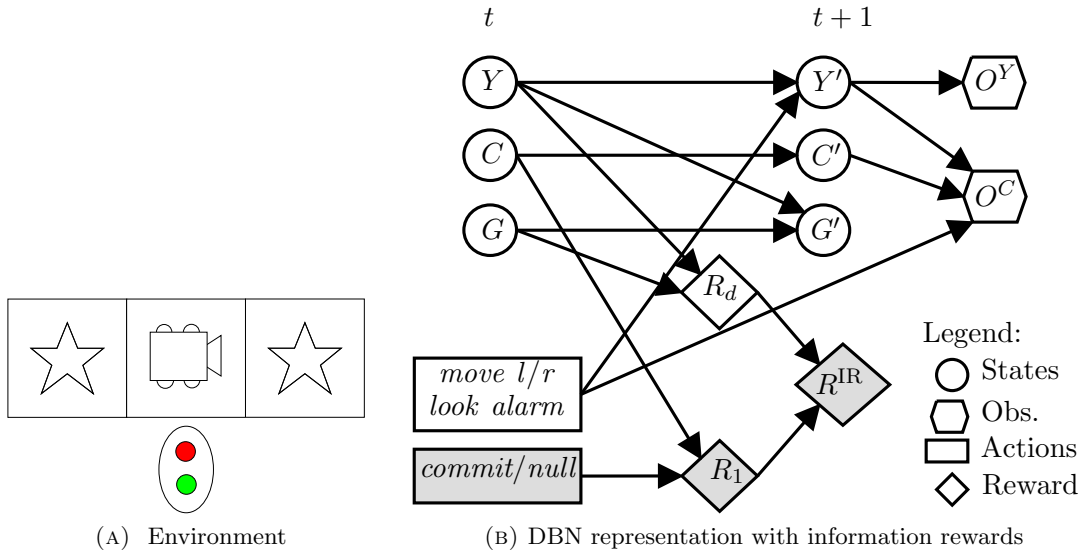 t
t + 1
Y
Y′
O^Y
C
C′
O^C
G
G′
R_d
move l/r
look alarm
R^IR
commit/null
R_1
Legend:
States
Obs.
Actions
Reward
(A) Environment
(B) DBN representation with information rewards